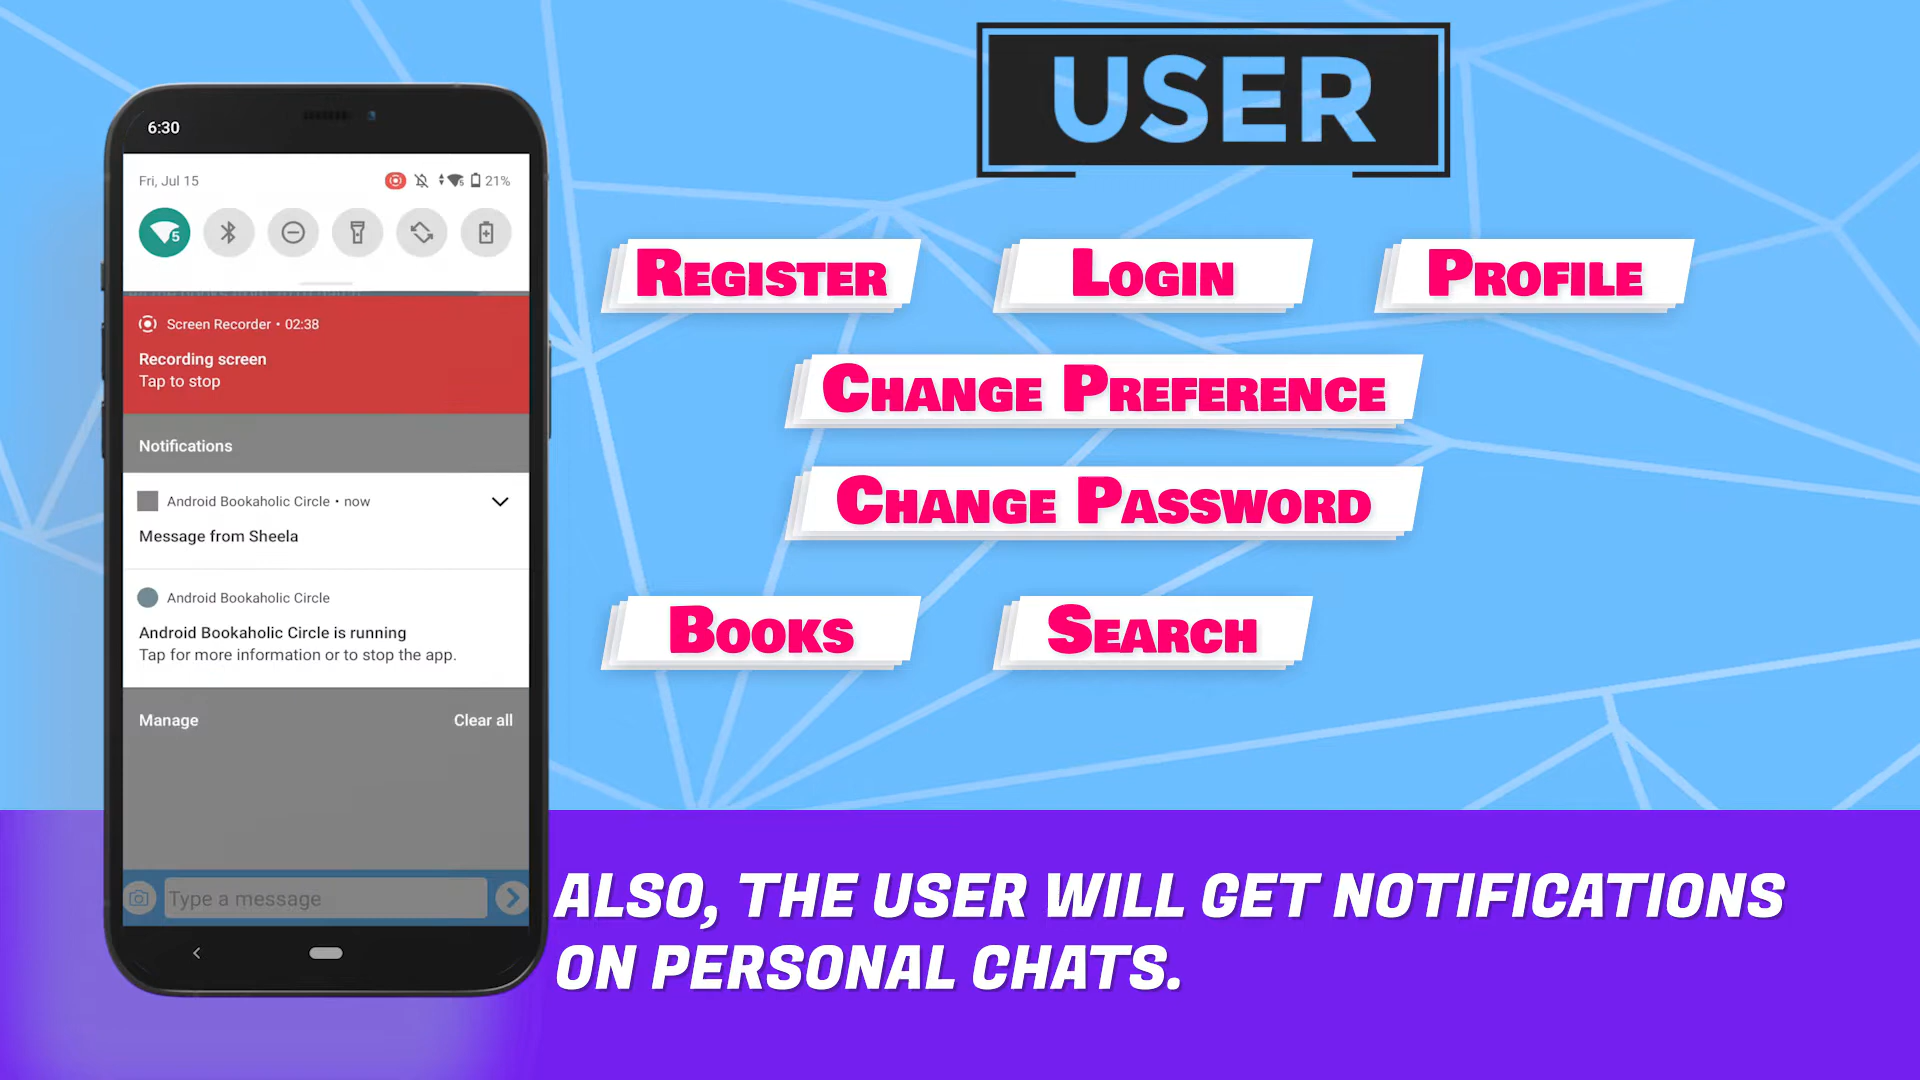 6:30
Fri, Jul 15
21%
5
Screen Recorder • 02:38
Recording screen
Tap to stop
Notifications
Android Bookaholic Circle • now
Message from Sheela
Android Bookaholic Circle
Android Bookaholic Circle is running
Tap for more information or to stop the app.
Manage
Clear all
Type a message
USER
REGISTER
LOGIN
PROFILE
CHANGE PREFERENCE
CHANGE PASSWORD
BOOKS
SEARCH
ALSO, THE USER WILL GET NOTIFICATIONS
ON PERSONAL CHATS.